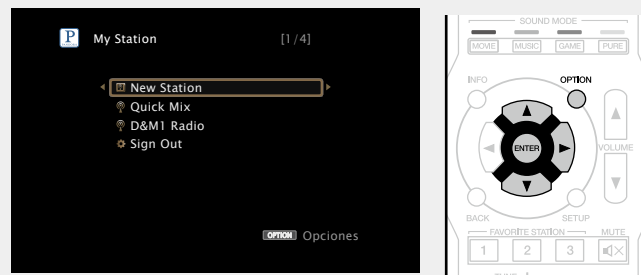 P My Station [1/4]
New Station
Quick Mix
D&M1 Radio
Sign Out
OPTION Opciones
SOUND MODE
MOVIE MUSIC GAME PURE
INFO OPTION
ENTER
VOLUME
BACK SETUP
FAVORITE STATION MUTE
1 2 3